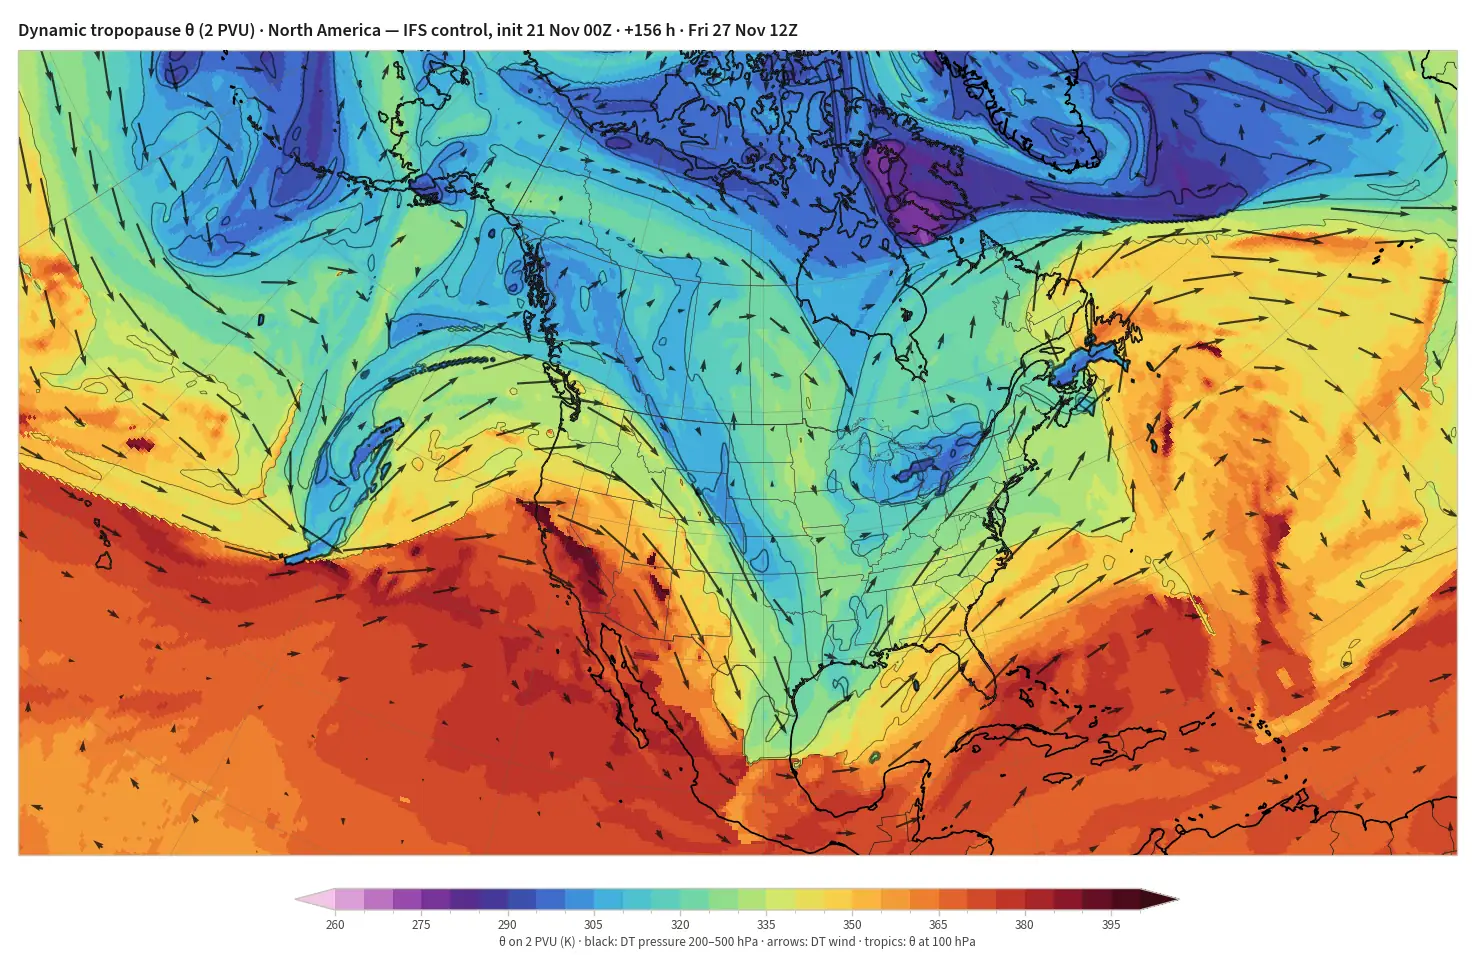 Dynamic tropopause θ (2 PVU) · North America — IFS control, init 21 Nov 00Z · +156 h · Fri 27 Nov 12Z
260 275 290 305 320 335 350 365 380 395
θ on 2 PVU (K) · black: DT pressure 200–500 hPa · arrows: DT wind · tropics: θ at 100 hPa